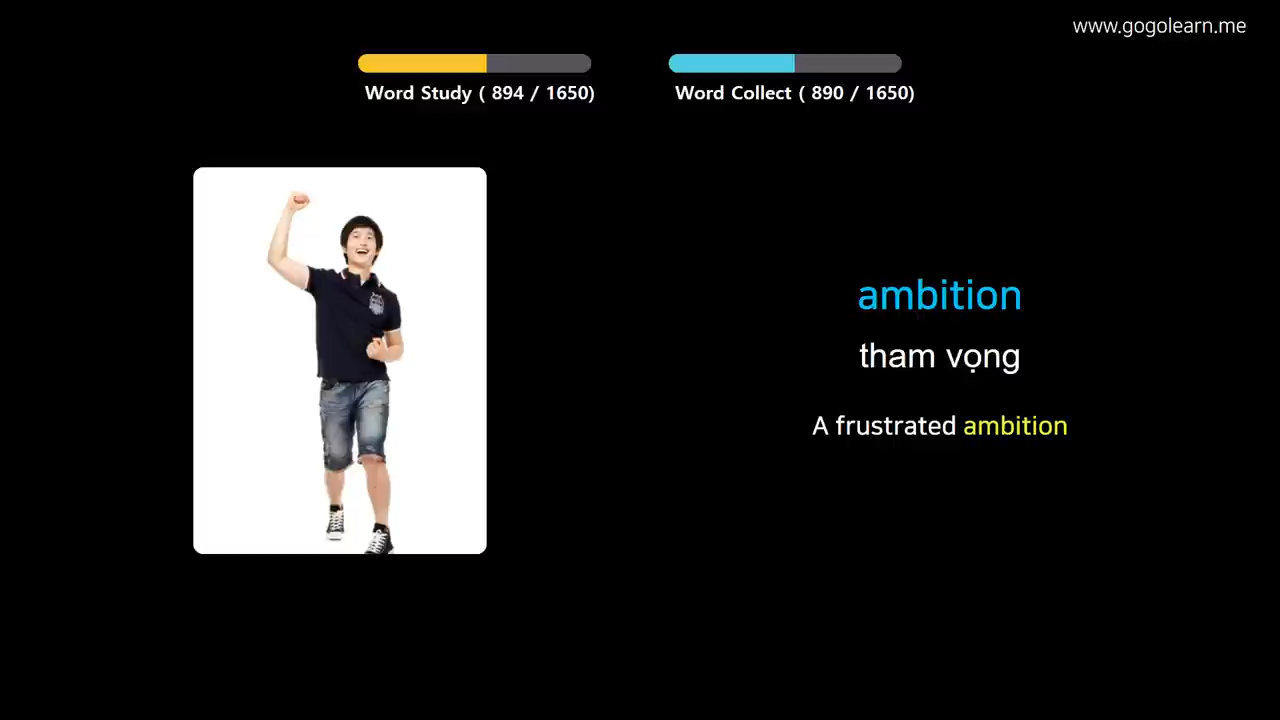 www.gogolearn.me
Word Study ( 894 / 1650)
Word Collect ( 890 / 1650)
ambition
tham vọng
A frustrated ambition